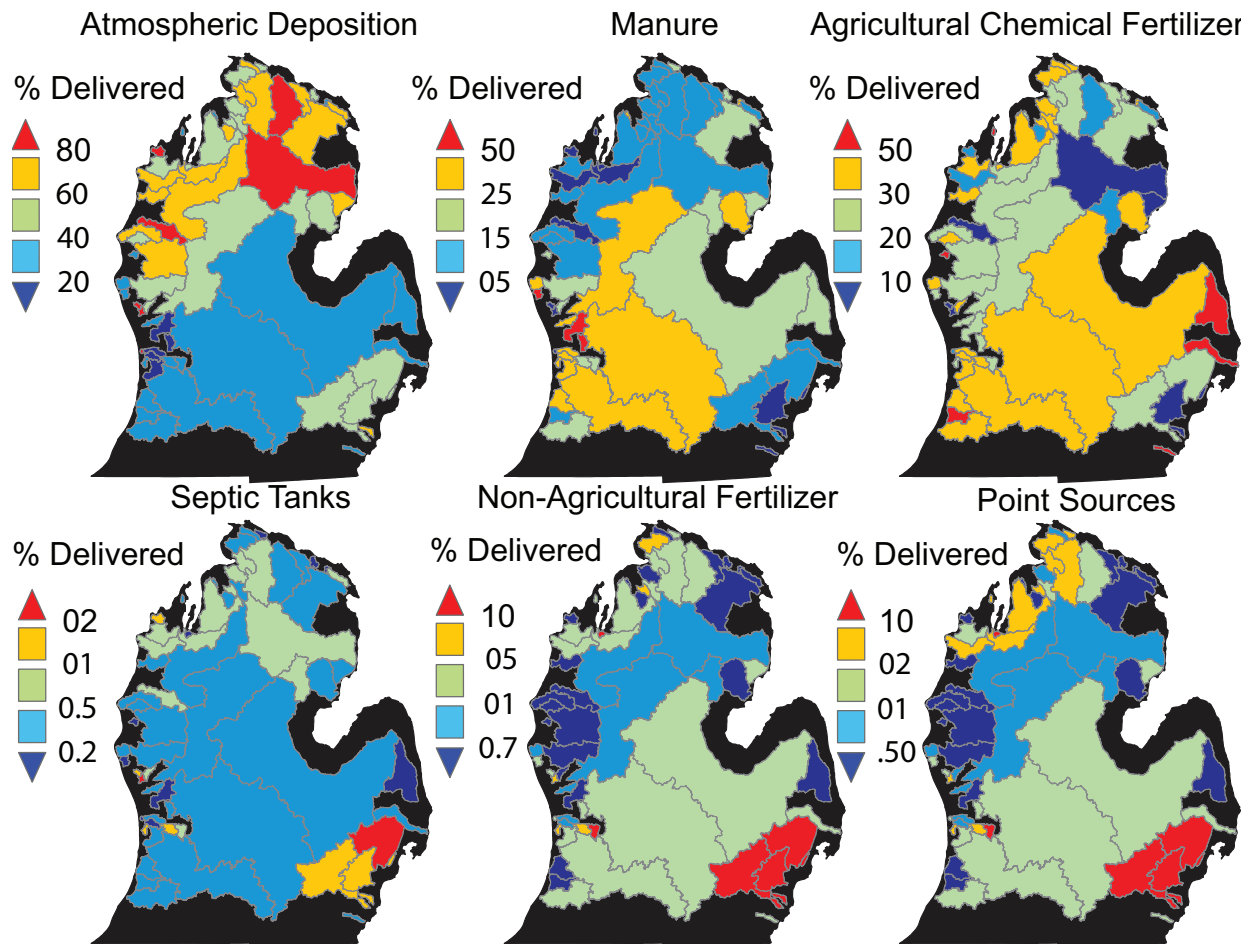 Atmospheric Deposition
Manure
Agricultural Chemical Fertilizer
% Delivered
80
60
40
20
% Delivered
50
25
15
05
% Delivered
50
30
20
10
Septic Tanks
Non-Agricultural Fertilizer
Point Sources
% Delivered
02
01
0.5
0.2
% Delivered
10
05
01
0.7
% Delivered
10
02
01
.50